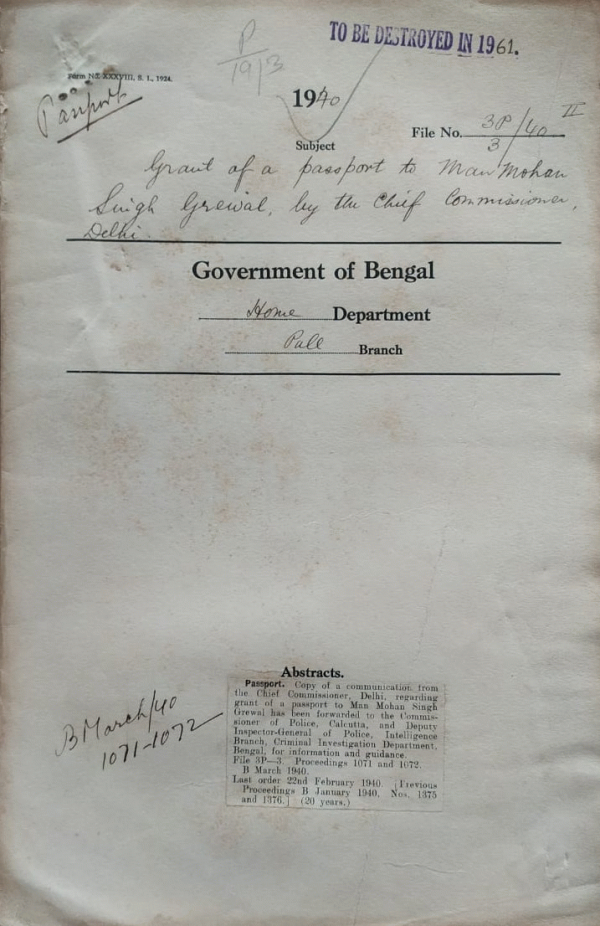 TO BE DESTROYED IN 1961.
P
19/3
Form No. XXXVIII, S. I., 1924.
Passport
1940
File No. 3P/40 II
3
Subject
Grant of a passport to Man Mohan
Singh Grewal, by the Chief Commissioner,
Delhi.
Government of Bengal
Home Department
Poll Branch
Abstracts.
Passport. Copy of a communication from
the Chief Commissioner, Delhi, regarding
grant of a passport to Man Mohan Singh
Grewal has been forwarded to the Commis-
sioner of Police, Calcutta, and Deputy
Inspector-General of Police, Intelligence
Branch, Criminal Investigation Department,
Bengal, for information and guidance.
File 3P—3. Proceedings 1071 and 1072.
B March 1940.
Last order 22nd February 1940. [Previous
Proceedings B January 1940, Nos. 1375
and 1376.] (20 years.)
B March/40
1071-1072